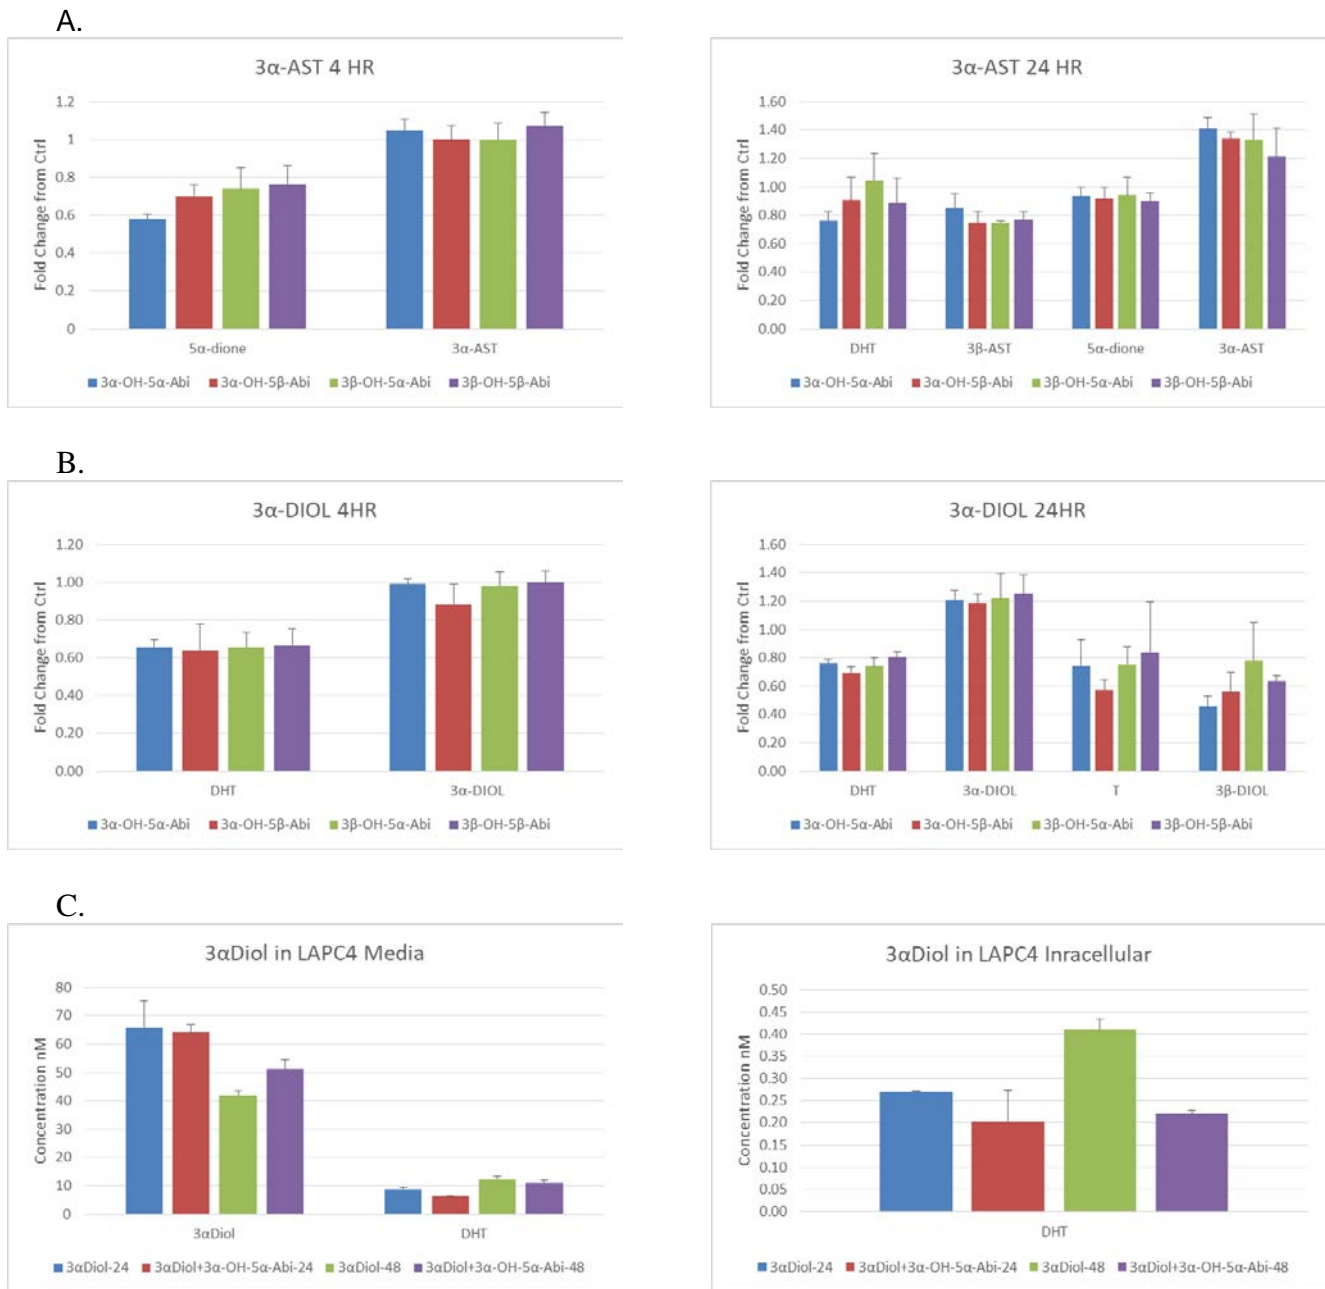 A.
3α-AST 4 HR
Fold Change from Ctrl
1.2
1
0.8
0.6
0.4
0.2
0
5α-dione 3α-AST
3α-OH-5α-Abi 3α-OH-5β-Abi 3β-OH-5α-Abi 3β-OH-5β-Abi
3α-AST 24 HR
Fold Change from Ctrl
1.60
1.40
1.20
1.00
0.80
0.60
0.40
0.20
0.00
DHT 3β-AST 5α-dione 3α-AST
3α-OH-5α-Abi 3α-OH-5β-Abi 3β-OH-5α-Abi 3β-OH-5β-Abi
B.
3α-DIOL 4HR
Fold Change from Ctrl
1.20
1.00
0.80
0.60
0.40
0.20
0.00
DHT 3α-DIOL
3α-OH-5α-Abi 3α-OH-5β-Abi 3β-OH-5α-Abi 3β-OH-5β-Abi
3α-DIOL 24HR
Fold Change from Ctrl
1.60
1.40
1.20
1.00
0.80
0.60
0.40
0.20
0.00
DHT 3α-DIOL T 3β-DIOL
3α-OH-5α-Abi 3α-OH-5β-Abi 3β-OH-5α-Abi 3β-OH-5β-Abi
C.
3αDiol in LAPC4 Media
Concentration nM
80
70
60
50
40
30
20
10
0
3αDiol DHT
3αDiol-24 3αDiol+3α-OH-5α-Abi-24 3αDiol-48 3αDiol+3α-OH-5α-Abi-48
3αDiol in LAPC4 Inracellular
Concentration nM
0.50
0.45
0.40
0.35
0.30
0.25
0.20
0.15
0.10
0.05
0.00
DHT
3αDiol-24 3αDiol+3α-OH-5α-Abi-24 3αDiol-48 3αDiol+3α-OH-5α-Abi-48